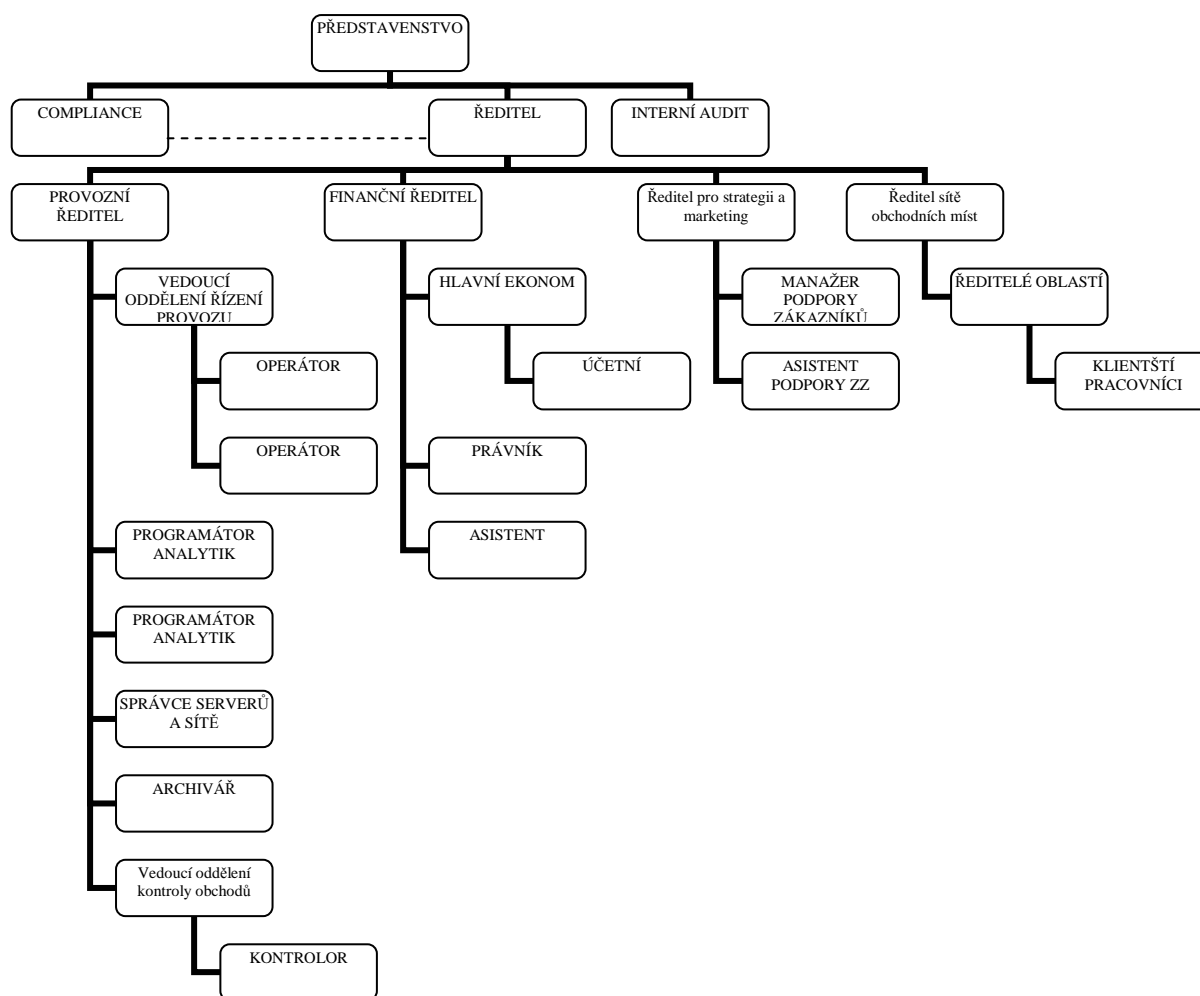 PŘEDSTAVENSTVO
COMPLIANCE
ŘEDITEL
INTERNÍ AUDIT
PROVOZNÍ
ŘEDITEL
FINANČNÍ ŘEDITEL
Ředitel pro strategii a
marketing
Ředitel sítě
obchodních míst
VEDOUCÍ
ODDĚLENÍ ŘÍZENÍ
PROVOZU
HLAVNÍ EKONOM
MANAŽER
PODPORY
ZÁKAZNÍKŮ
ŘEDITELÉ OBLASTÍ
OPERÁTOR
ÚČETNÍ
ASISTENT
PODPORY ZZ
KLIENTŠTÍ
PRACOVNÍCI
OPERÁTOR
PRÁVNÍK
PROGRAMÁTOR
ANALYTIK
ASISTENT
PROGRAMÁTOR
ANALYTIK
SPRÁVCE SERVERŮ
A SÍTĚ
ARCHIVÁŘ
Vedoucí oddělení
kontroly obchodů
KONTROLOR